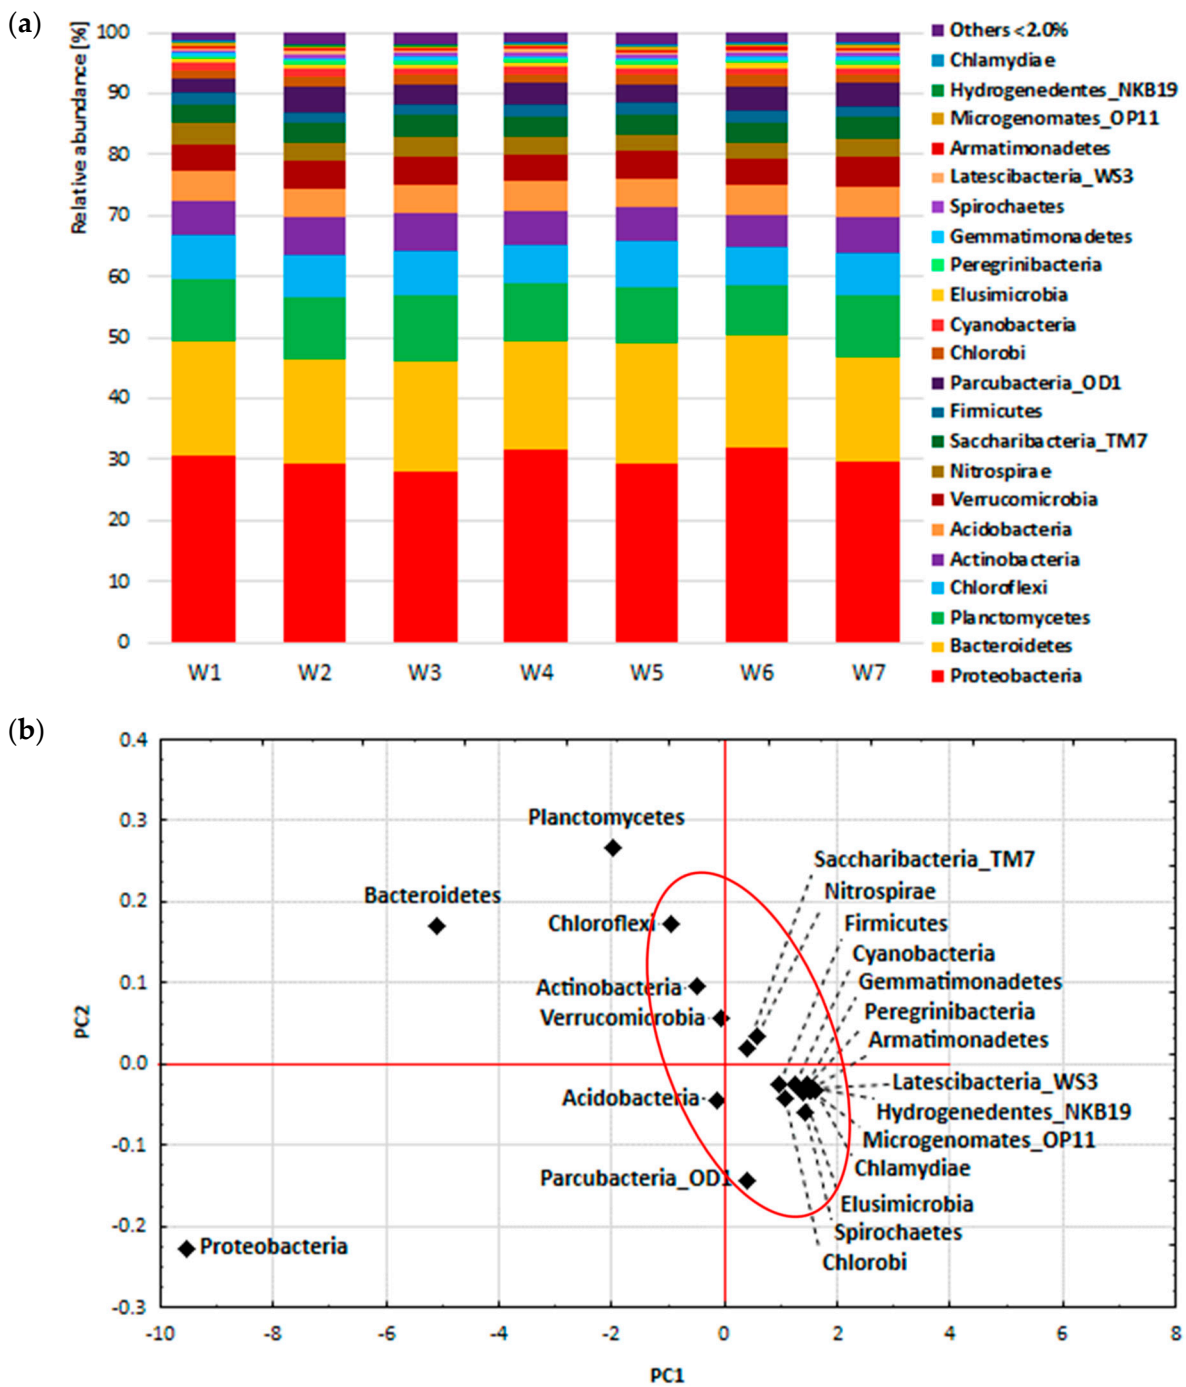 (a)
Relative abundance [%]
100
90
80
70
60
50
40
30
20
10
0
W1 W2 W3 W4 W5 W6 W7
Others <2.0%
Chlamydiae
Hydrogenedentes_NKB19
Microgenomates_OP11
Armatimonadetes
Latescibacteria_WS3
Spirochaetes
Gemmatimonadetes
Peregrinibacteria
Elusimicrobia
Cyanobacteria
Chlorobi
Parcubacteria_OD1
Firmicutes
Saccharibacteria_TM7
Nitrospirae
Verrucomicrobia
Acidobacteria
Actinobacteria
Chloroflexi
Planctomycetes
Bacteroidetes
Proteobacteria
(b)
PC2
0.4
0.3
0.2
0.1
0.0
-0.1
-0.2
-0.3
Planctomycetes
Saccharibacteria_TM7
Bacteroidetes
Nitrospirae
Chloroflexi
Firmicutes
Cyanobacteria
Actinobacteria
Gemmatimonadetes
Verrucomicrobia
Peregrinibacteria
Armatimonadetes
Acidobacteria
Latescibacteria_WS3
Hydrogenedentes_NKB19
Microgenomates_OP11
Chlamydiae
Parcubacteria_OD1
Elusimicrobia
Spirochaetes
Proteobacteria
Chlorobi
-10 -8 -6 -4 -2 0 2 4 6 8
PC1